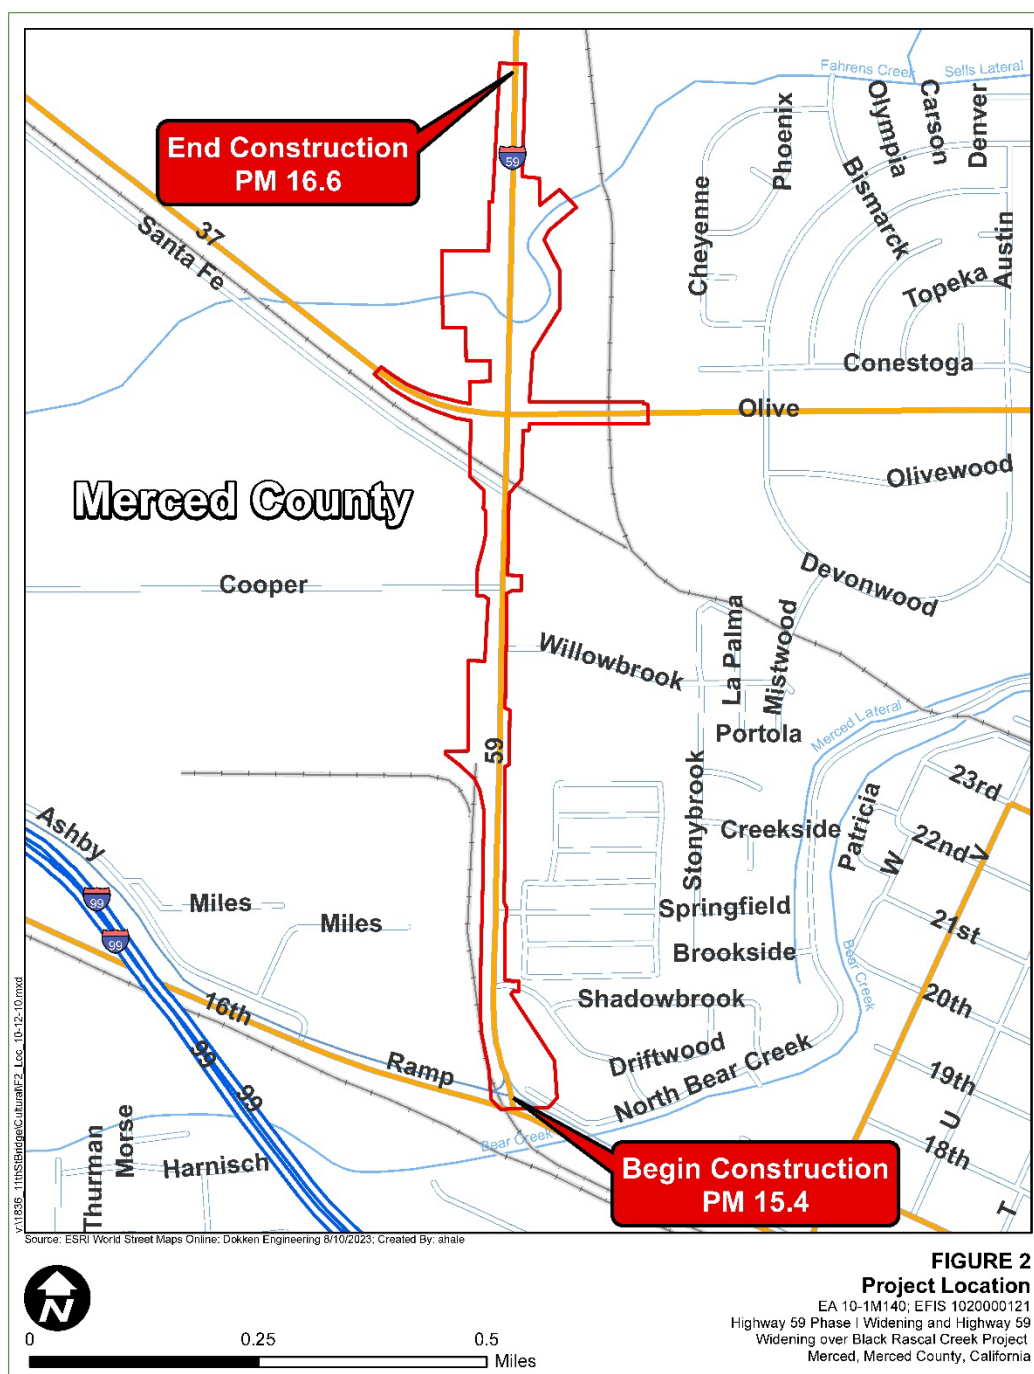 Fahrens Creek
Sells Lateral
End Construction
PM 16.6
59
Phoenix
Olympia
Carson
Denver
Bismarck
Cheyenne
Austin
Topeka
37
Santa Fe
Conestoga
Olive
Olivewood
Merced County
Cooper
Devonwood
Willowbrook
La Palma
Mistwood
Portola
Merced Lateral
59
Stonybrook
23rd
Patricia
Creekside
22nd
V
W
Ashby
99
99
Miles
Miles
Springfield
21st
Brookside
Bear Creek
20th
Shadowbrook
16th
Ramp
Driftwood
North Bear Creek
99
99
19th
U
18th
T
Bear Creek
Morse
Thurman
Harnisch
Begin Construction
PM 15.4
Source: ESRI World Street Maps Online: Dokken Engineering 8/10/2023; Created By: ahale
N
0
0.25
0.5
Miles
FIGURE 2
Project Location
EA 10-1M140; EFIS 1020000121
Highway 59 Phase I Widening and Highway 59
Widening over Black Rascal Creek Project
Merced, Merced County, California